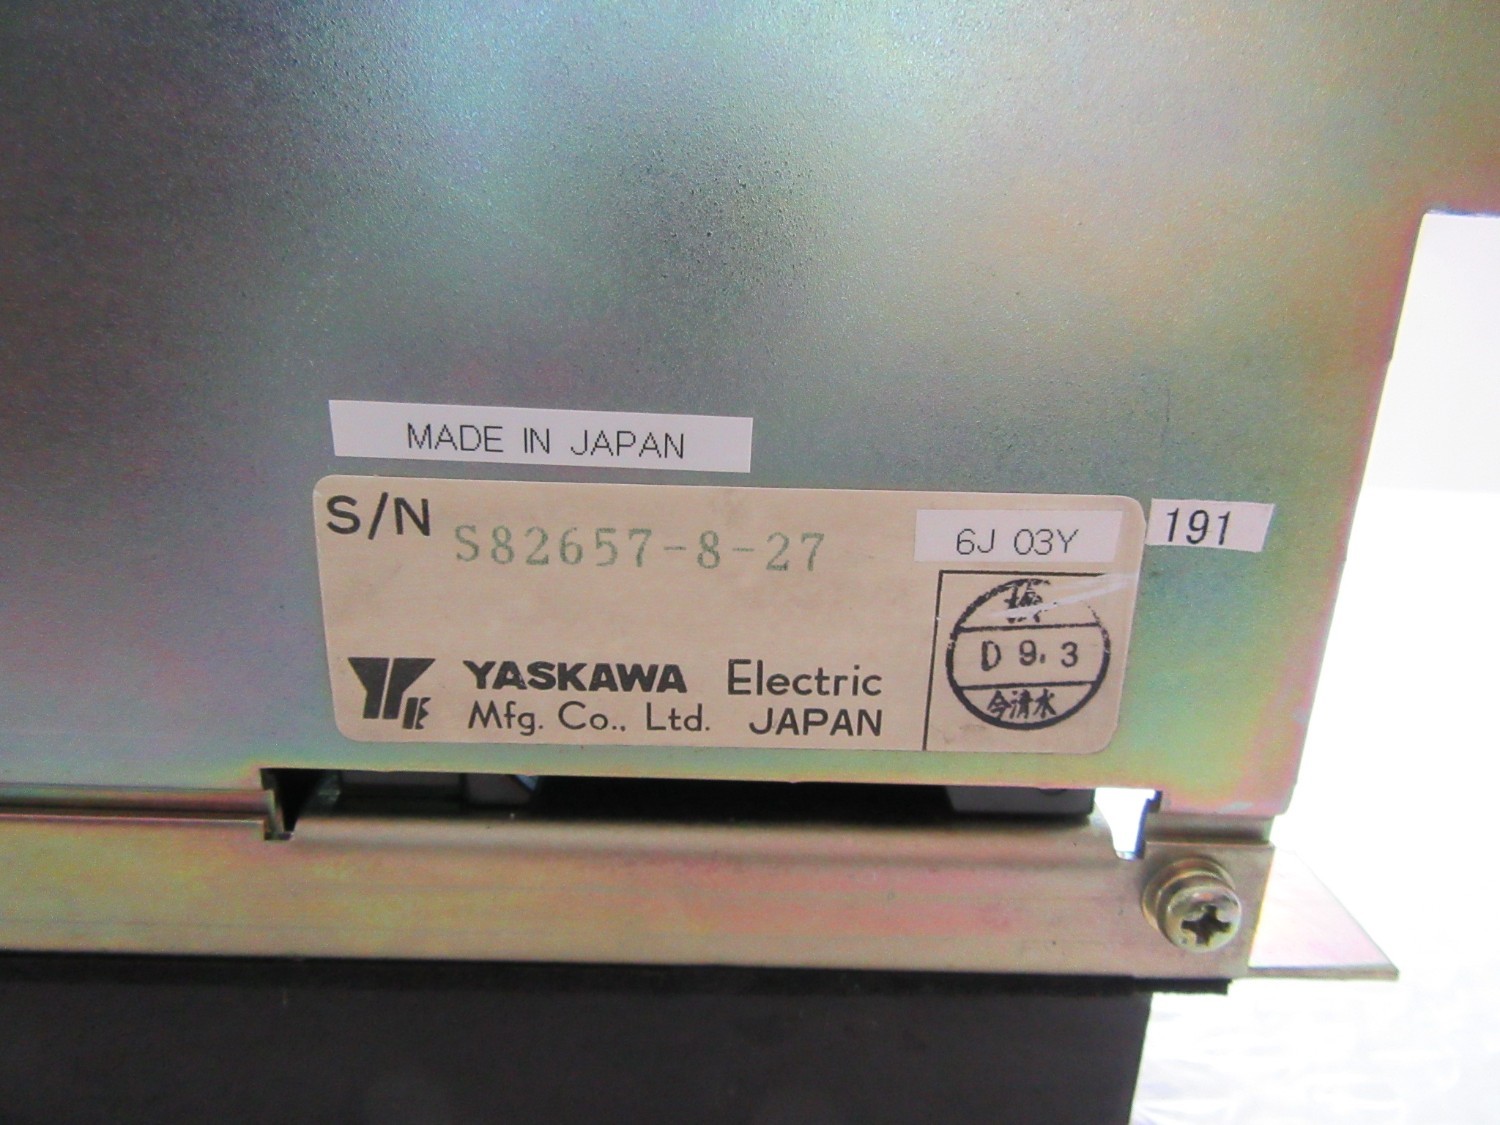 MADE IN JAPAN
S/N S82657-8-27
6J 03Y
191
検
D 9.3
今清水
YASKAWA Electric
Mfg. Co., Ltd. JAPAN